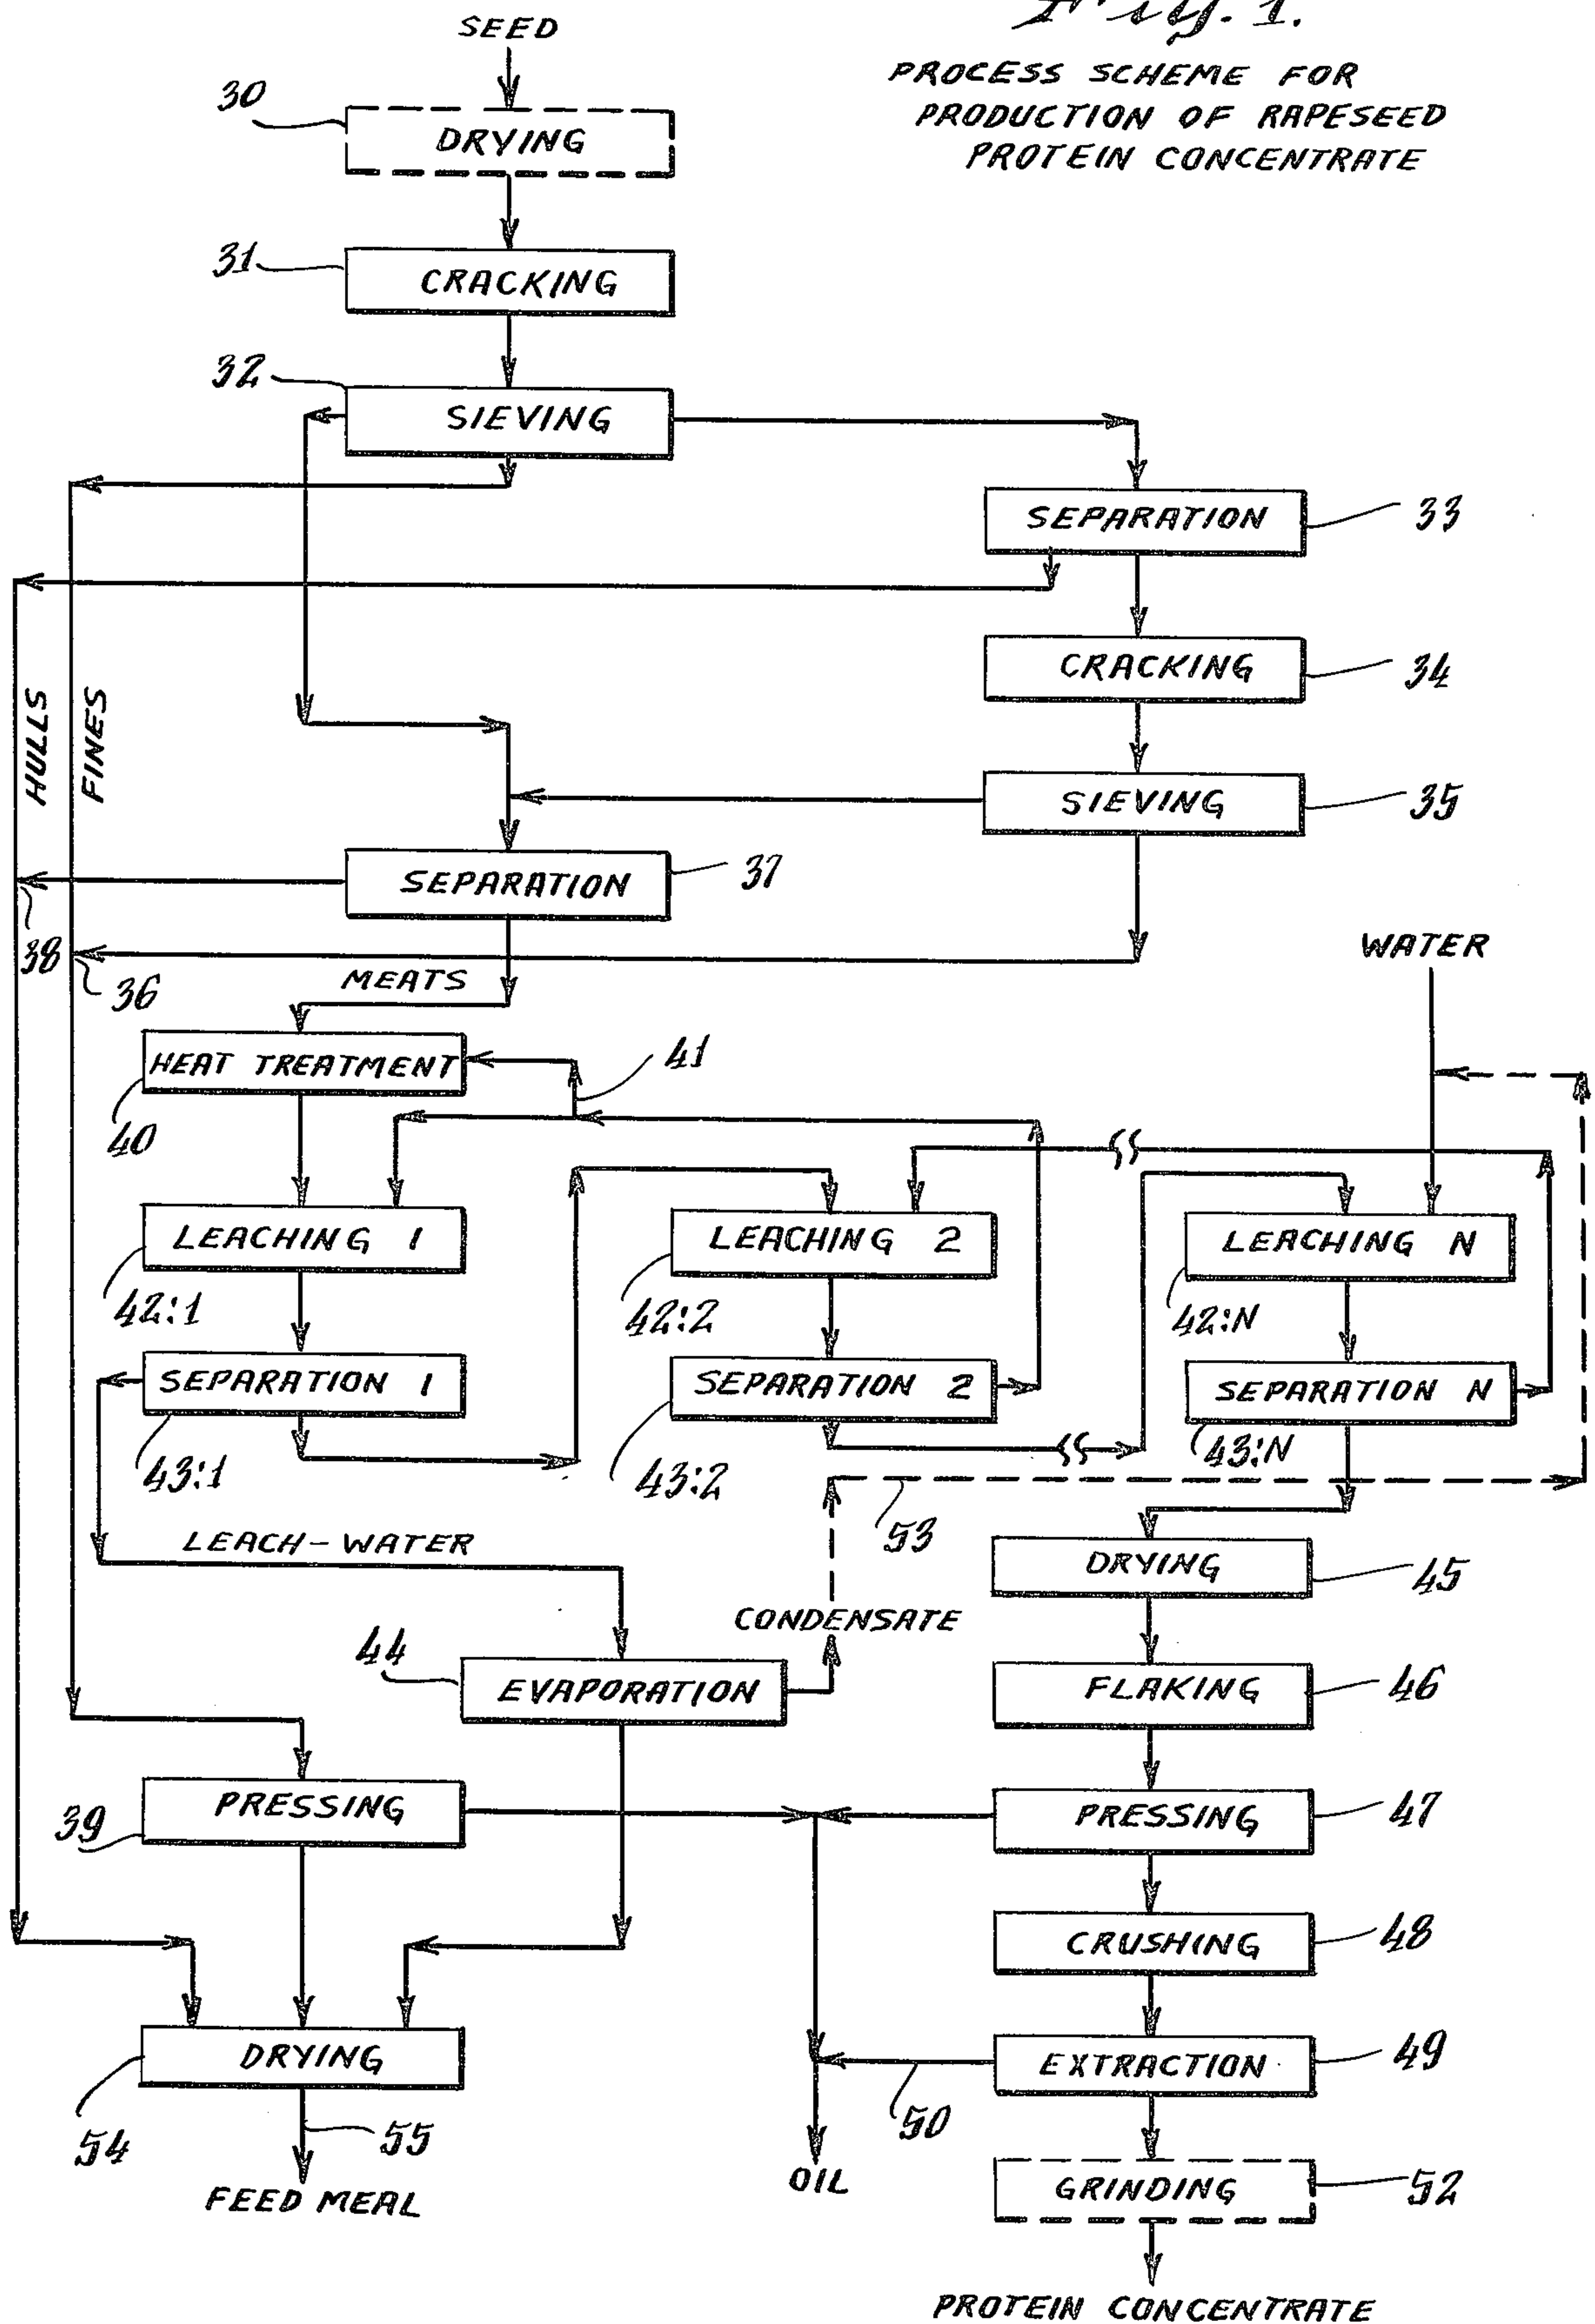 Fig. 1.
PROCESS SCHEME FOR
PRODUCTION OF RAPESEED
PROTEIN CONCENTRATE
SEED
30
DRYING
31
CRACKING
32
SIEVING
SEPARATION
33
CRACKING
34
HULLS
FINES
SIEVING
35
SEPARATION
37
38
36
MEATS
WATER
HEAT TREATMENT
41
40
LEACHING 1
LEACHING 2
LEACHING N
42:1
42:2
42:N
SEPARATION 1
SEPARATION 2
SEPARATION N
43:1
43:2
43:N
53
LEACH-WATER
DRYING
45
CONDENSATE
44
EVAPORATION
FLAKING
46
PRESSING
39
PRESSING
47
CRUSHING
48
DRYING
54
EXTRACTION
49
50
55
OIL
FEED MEAL
GRINDING
52
PROTEIN CONCENTRATE